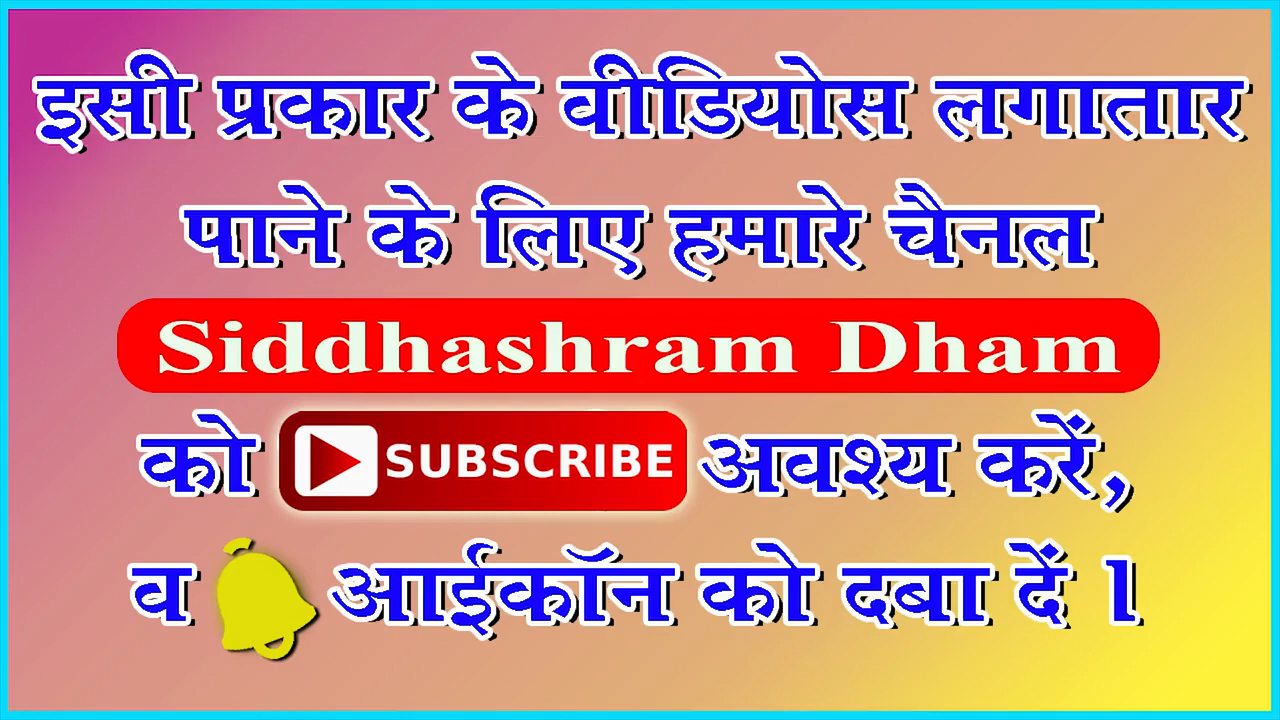 इसी प्रकार के वीडियोस लगातार
पाने के लिए हमारे चैनल
Siddhashram Dham
को SUBSCRIBE अवश्य करें,
व आईकॉन को दबा दें ।